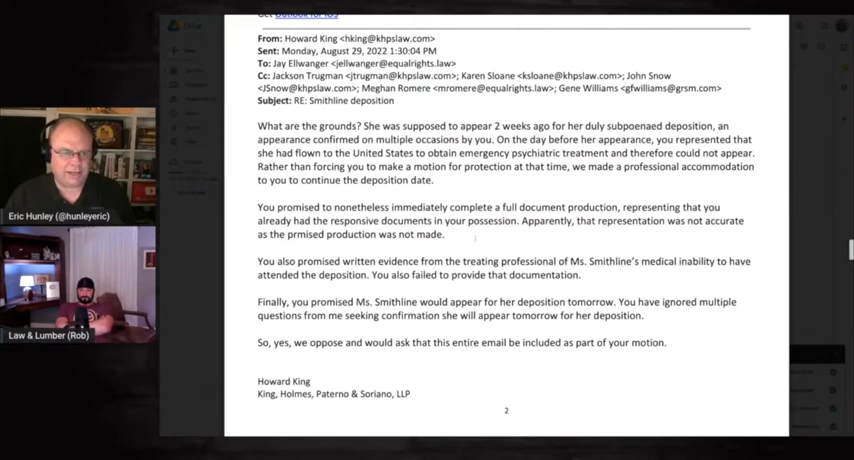 Get Outlook for iOS
From: Howard King <hking@khpslaw.com>
Sent: Monday, August 29, 2022 1:30:04 PM
To: Jay Ellwanger <jellwanger@equalrights.law>
Cc: Jackson Trugman <jtrugman@khpslaw.com>; Karen Sloane <ksloane@khpslaw.com>; John Snow
<JSnow@khpslaw.com>; Meghan Romere <mromere@equalrights.law>; Gene Williams <gfwilliams@grsm.com>
Subject: RE: Smithline deposition
What are the grounds? She was supposed to appear 2 weeks ago for her duly subpoenaed deposition, an
appearance confirmed on multiple occasions by you. On the day before her appearance, you represented that
she had flown to the United States to obtain emergency psychiatric treatment and therefore could not appear.
Rather than forcing you to make a motion for protection at that time, we made a professional accommodation
to you to continue the deposition date.
You promised to nonetheless immediately complete a full document production, representing that you
already had the responsive documents in your possession. Apparently, that representation was not accurate
as the prmised production was not made.
You also promised written evidence from the treating professional of Ms. Smithline's medical inability to have
attended the deposition. You also failed to provide that documentation.
Finally, you promised Ms. Smithline would appear for her deposition tomorrow. You have ignored multiple
questions from me seeking confirmation she will appear tomorrow for her deposition.
So, yes, we oppose and would ask that this entire email be included as part of your motion.
Howard King
King, Holmes, Paterno & Soriano, LLP
2
Eric Hunley (@hunleyeric)
Law & Lumber (Rob)
Drive